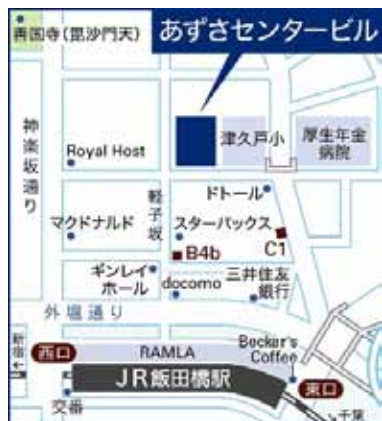 善国寺(毘沙門天)
あずさセンタービル
神楽坂通り
Royal Host
津久戸小
厚生年金
病院
軽子坂
ドトール
マクドナルド
スターバックス
B4b
C1
ギンレイ
ホール
docomo
三井住友
銀行
外堀通り
新宿
西口
RAMLA
Becker's
Coffee
JR飯田橋駅
東口
交番
千葉